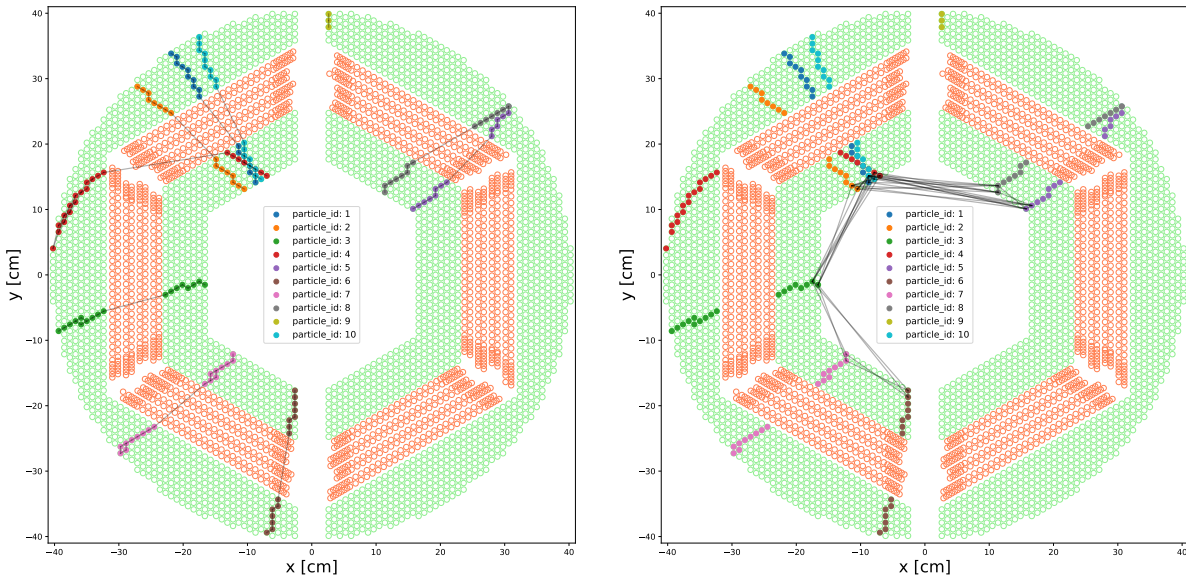 40
30
20
10
0
−10
−20
−30
−40
y [cm]
−40 −30 −20 −10 0 10 20 30 40
x [cm]
particle_id: 1
particle_id: 2
particle_id: 3
particle_id: 4
particle_id: 5
particle_id: 6
particle_id: 7
particle_id: 8
particle_id: 9
particle_id: 10
40
30
20
10
0
−10
−20
−30
−40
y [cm]
−40 −30 −20 −10 0 10 20 30 40
x [cm]
particle_id: 1
particle_id: 2
particle_id: 3
particle_id: 4
particle_id: 5
particle_id: 6
particle_id: 7
particle_id: 8
particle_id: 9
particle_id: 10